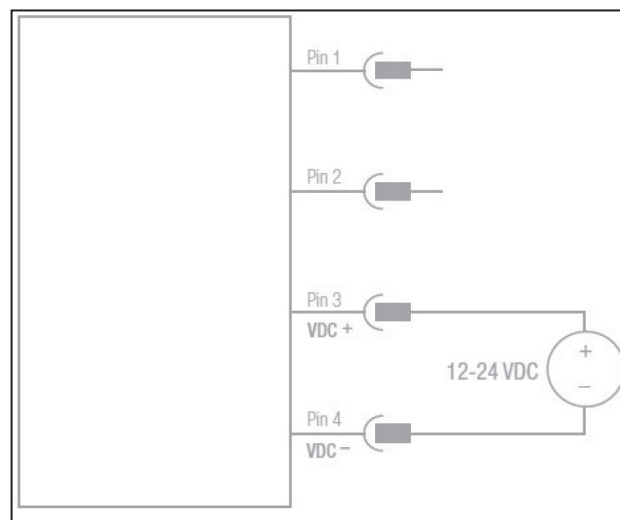 Pin 1
Pin 2
Pin 3
VDC +
12-24 VDC
+
−
Pin 4
VDC −